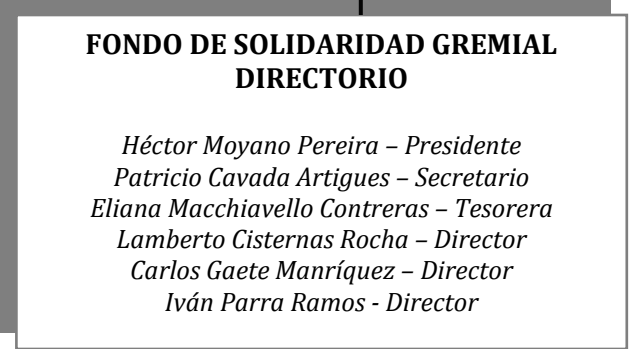 FONDO DE SOLIDARIDAD GREMIAL
DIRECTORIO
Héctor Moyano Pereira – Presidente
Patricio Cavada Artigues – Secretario
Eliana Macchiavello Contreras – Tesorera
Lamberto Cisternas Rocha – Director
Carlos Gaete Manríquez – Director
Iván Parra Ramos - Director